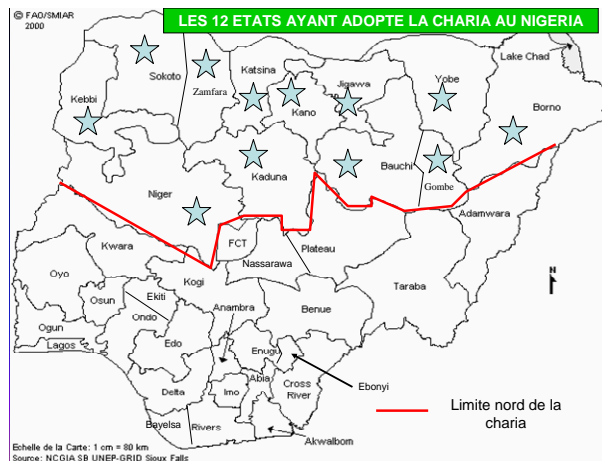 © FAO/SMIAR
2000
LES 12 ETATS AYANT ADOPTE LA CHARIA AU NIGERIA
Lake Chad
Sokoto
Zamfara
Katsina
Kano
Jigawa
Yobe
Borno
Kebbi
Kaduna
Bauchi
Gombe
Niger
Adamwara
Kwara
FCT
Nassarawa
Plateau
Taraba
Oyo
Kogi
Osun
Ekiti
Ondo
Anambra
Benue
Ogun
Lagos
Edo
Enugu
Ebonyi
Delta
Imo
Abia
Cross
River
Bayelsa
Rivers
Akwalbom
N
Limite nord de la
charia
Echelle de la Carte: 1 cm = 80 km
Source: NCGIA SB UNEP-GRID Sioux Falls